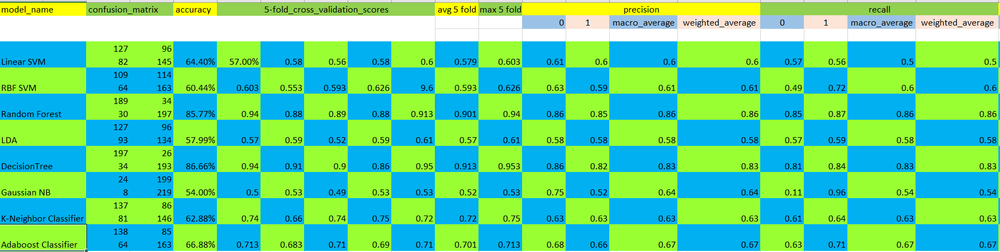 model_name confusion_matrix accuracy 5-fold_cross_validation_scores avg 5 fold max 5 fold precision recall
0 1 macro_average weighted_average 0 1 macro_average weighted_average
127 96
Linear SVM 82 145 64.40% 57.00% 0.58 0.56 0.58 0.6 0.579 0.603 0.61 0.6 0.6 0.6 0.57 0.56 0.5 0.5
109 114
RBF SVM 64 163 60.44% 0.603 0.553 0.593 0.626 9.6 0.593 0.626 0.63 0.59 0.61 0.61 0.49 0.72 0.6 0.6
189 34
Random Forest 30 197 85.77% 0.94 0.88 0.89 0.88 0.913 0.901 0.94 0.86 0.85 0.86 0.86 0.85 0.87 0.86 0.86
127 96
LDA 93 134 57.99% 0.57 0.59 0.52 0.59 0.61 0.57 0.61 0.58 0.58 0.58 0.58 0.57 0.59 0.58 0.58
197 26
DecisionTree 34 193 86.66% 0.94 0.91 0.9 0.86 0.95 0.913 0.953 0.86 0.82 0.83 0.83 0.81 0.84 0.83 0.83
24 199
Gaussian NB 8 219 54.00% 0.5 0.53 0.49 0.53 0.53 0.52 0.53 0.75 0.52 0.64 0.64 0.11 0.96 0.54 0.54
137 86
K-Neighbor Classifier 81 146 62.88% 0.74 0.66 0.74 0.75 0.72 0.72 0.75 0.63 0.63 0.63 0.63 0.61 0.64 0.63 0.63
138 85
Adaboost Classifier 64 163 66.88% 0.713 0.683 0.71 0.69 0.71 0.701 0.713 0.68 0.66 0.67 0.67 0.63 0.71 0.67 0.67